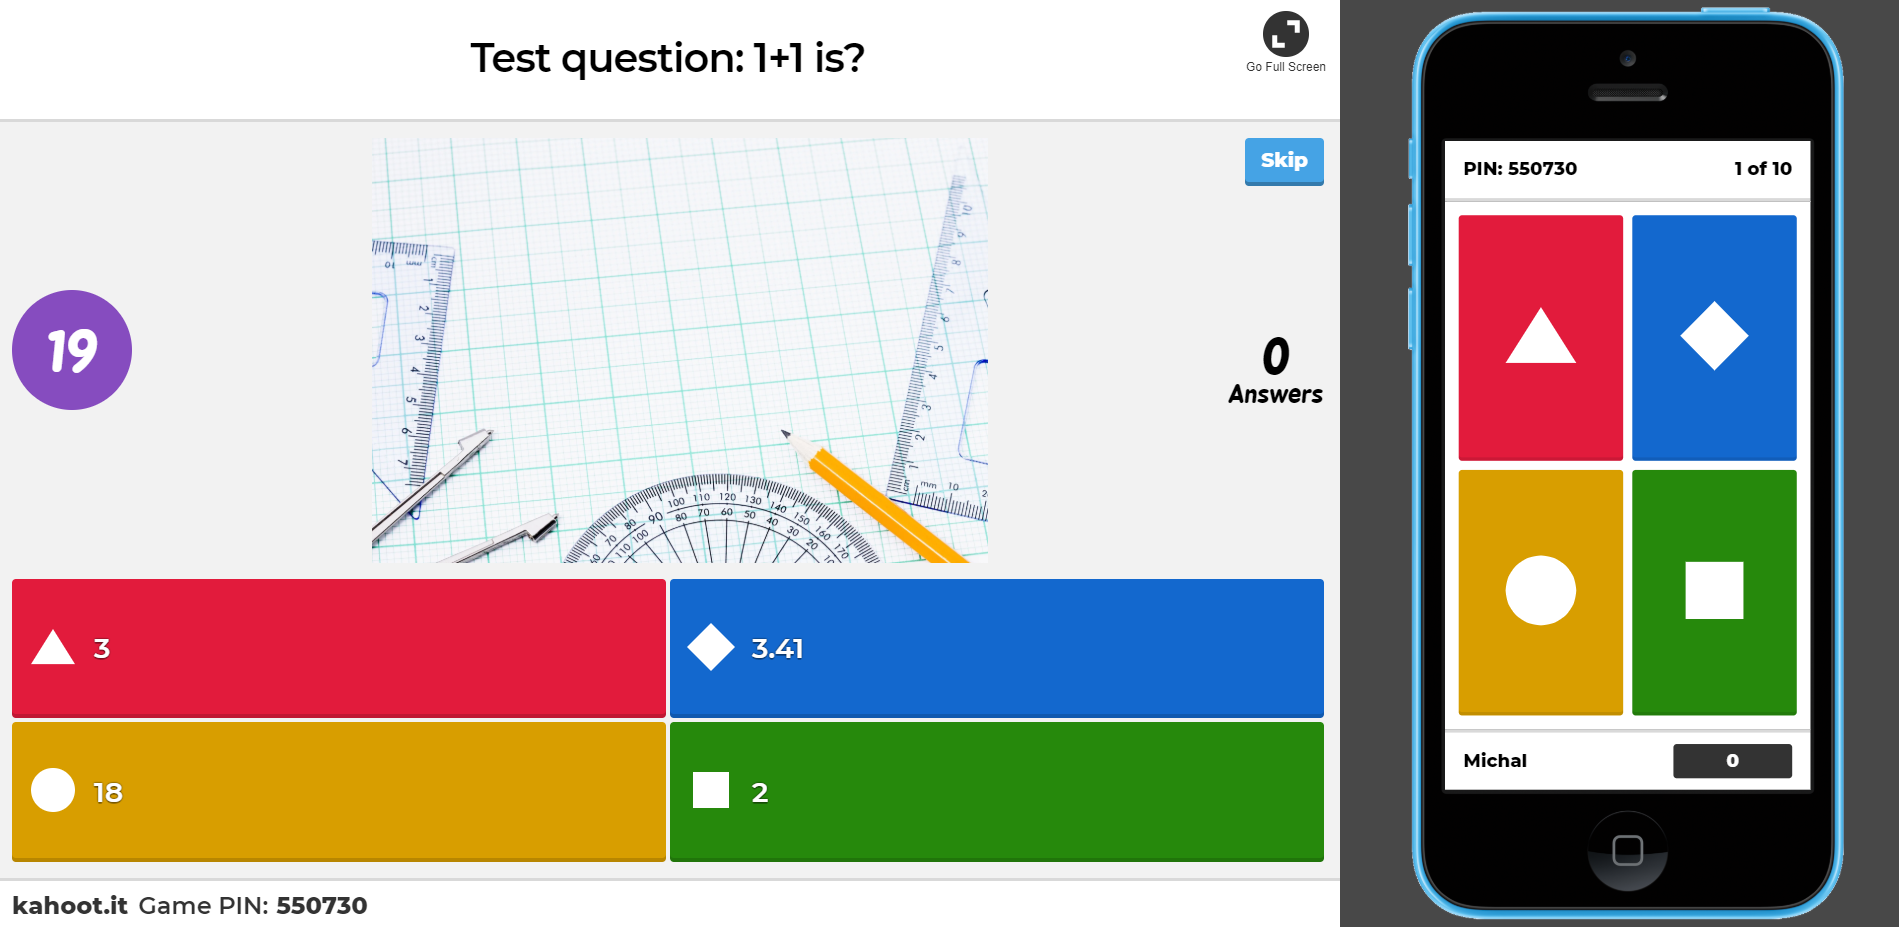 Test question: 1+1 is?
Go Full Screen
Skip
19
0
Answers
3
3.41
18
2
kahoot.it Game PIN: 550730
PIN: 550730 1 of 10
Michal 0